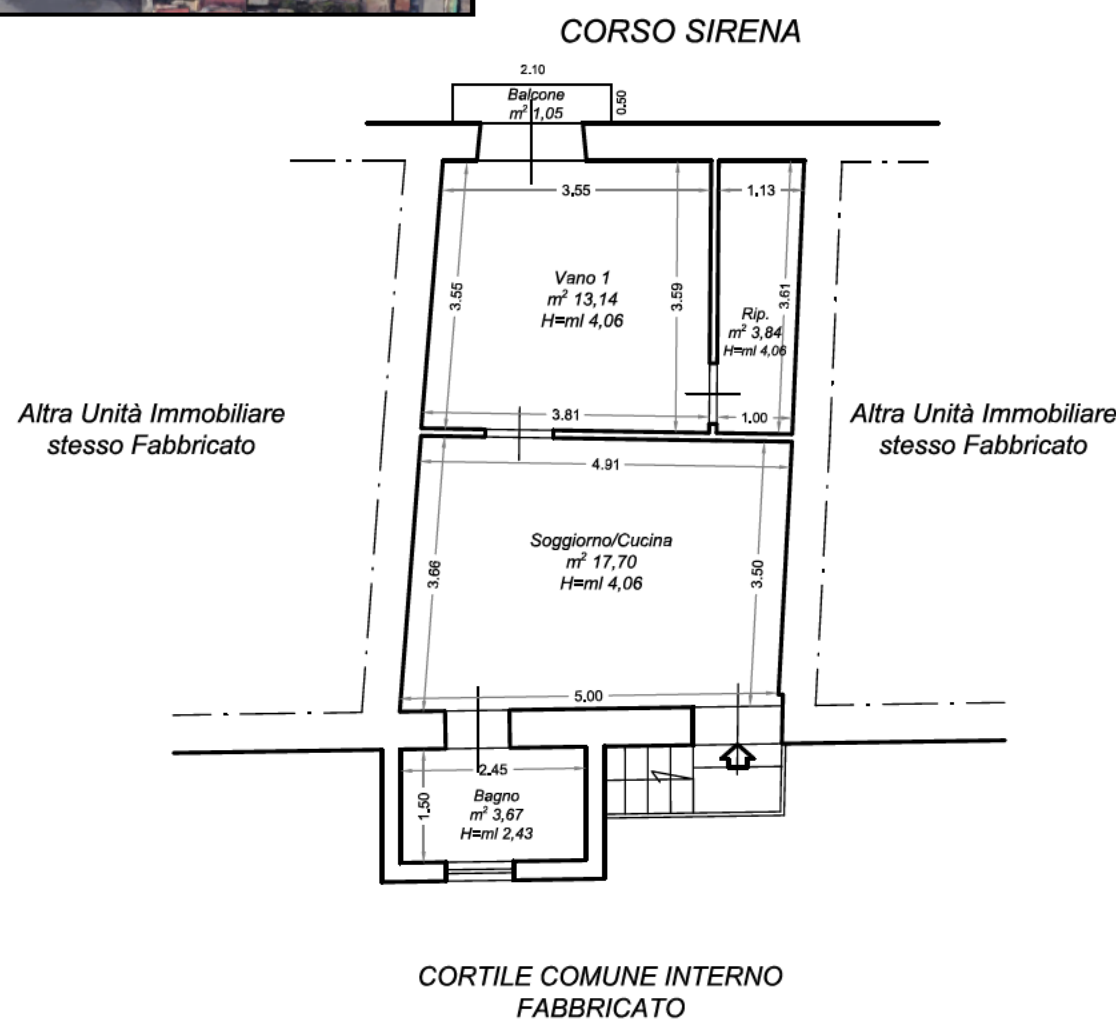 CORSO SIRENA
2.10
Balcone
m² 1,05
0.50
3.55
1.13
3.55
Vano 1
m² 13,14
H=ml 4,06
3.59
3.61
Rip.
m² 3,84
H=ml 4,06
3.81
1.00
Altra Unità Immobiliare
stesso Fabbricato
Altra Unità Immobiliare
stesso Fabbricato
4.91
Soggiorno/Cucina
m² 17,70
H=ml 4,06
3.66
3.50
5.00
2.45
1.50
Bagno
m² 3,67
H=ml 2,43
CORTILE COMUNE INTERNO
FABBRICATO